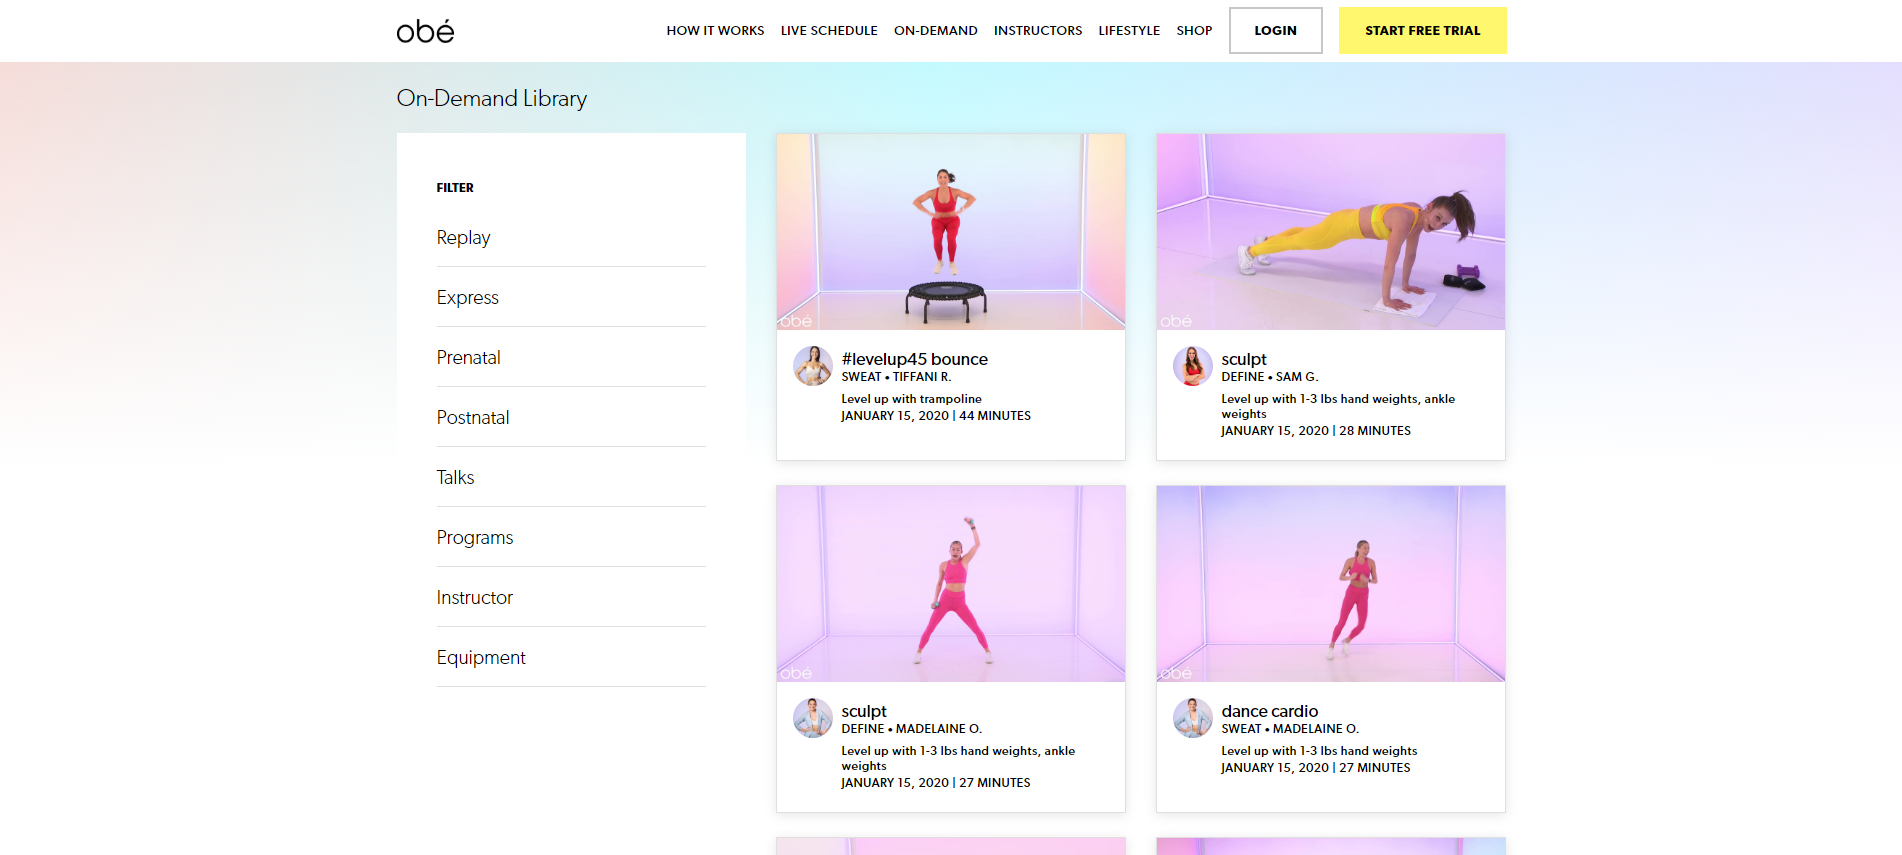 obé
HOW IT WORKS
LIVE SCHEDULE
ON-DEMAND
INSTRUCTORS
LIFESTYLE
SHOP
LOGIN
START FREE TRIAL
On-Demand Library
FILTER
Replay
Express
Prenatal
Postnatal
Talks
Programs
Instructor
Equipment
obé
#levelup45 bounce
SWEAT • TIFFANI R.
Level up with trampoline
JANUARY 15, 2020 | 44 MINUTES
obé
sculpt
DEFINE • SAM G.
Level up with 1-3 lbs hand weights, ankle
weights
JANUARY 15, 2020 | 28 MINUTES
obé
sculpt
DEFINE • MADELAINE O.
Level up with 1-3 lbs hand weights, ankle
weights
JANUARY 15, 2020 | 27 MINUTES
obé
dance cardio
SWEAT • MADELAINE O.
Level up with 1-3 lbs hand weights
JANUARY 15, 2020 | 27 MINUTES